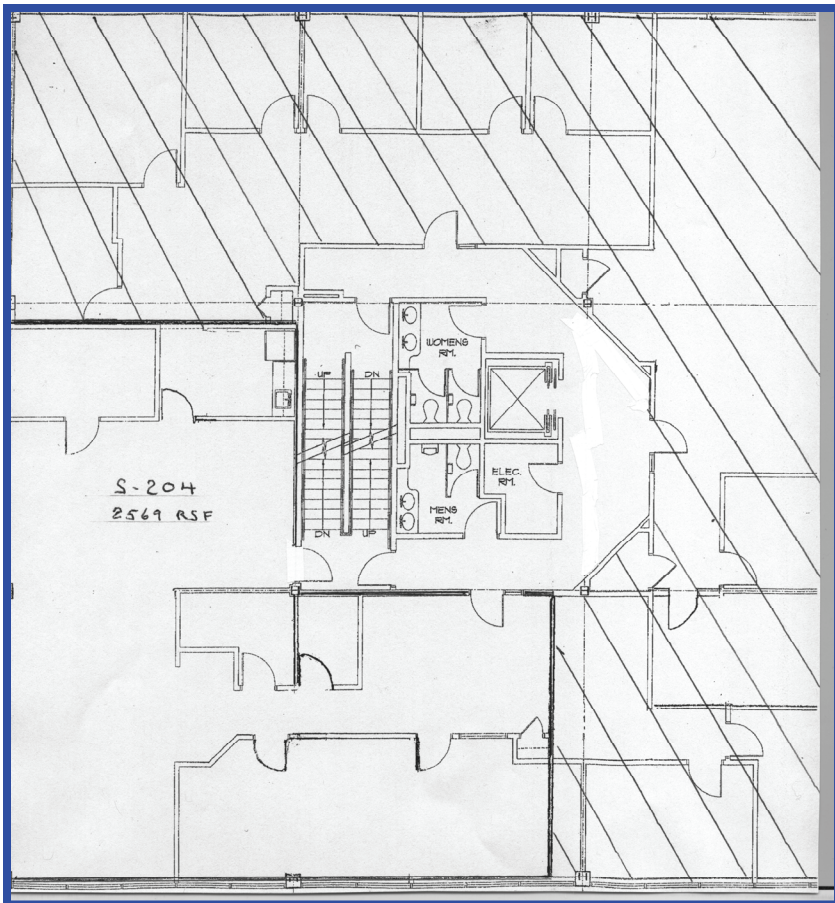 WOMENS
RM.
UP
DN
S-204
2569 RSF
ELEC.
RM.
MENS
RM.
DN
UP